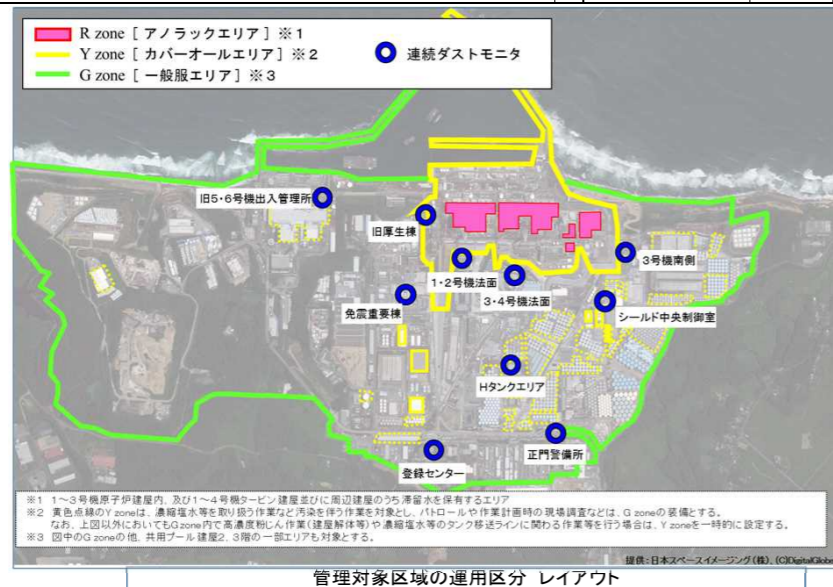 R zone [ アノラックエリア] ※1
Y zone [ カバーオールエリア] ※2
G zone [ 一般服エリア] ※3
連続ダストモニタ
旧5・6号機出入管理所
旧厚生棟
3号機南側
1・2号機法面
3・4号機法面
免震重要棟
シールド中央制御室
Hタンクエリア
正門警備所
登録センター
※1 1~3号機原子炉建屋内、及び1~4号機タービン建屋並びに周辺建屋のうち滞留水を保有するエリア
※2 黄色点線のY zoneは、濃縮塩水等を取り扱う作業など汚染を伴う作業を対象とし、パトロールや作業計画時の現場調査などは、G zoneの装備とする。
なお、上図以外においてもG zone内で高濃度粉じん作業(建屋解体等)や濃縮塩水等のタンク移送ラインに関わる作業等を行う場合は、Y zoneを一時的に設定する。
※3 図中のG zoneの他、共用プール建屋2、3階の一部エリアも対象とする。
提供:日本スペースイメージング(株)、(C)DigitalGlobe
管理対象区域の運用区分 レイアウト